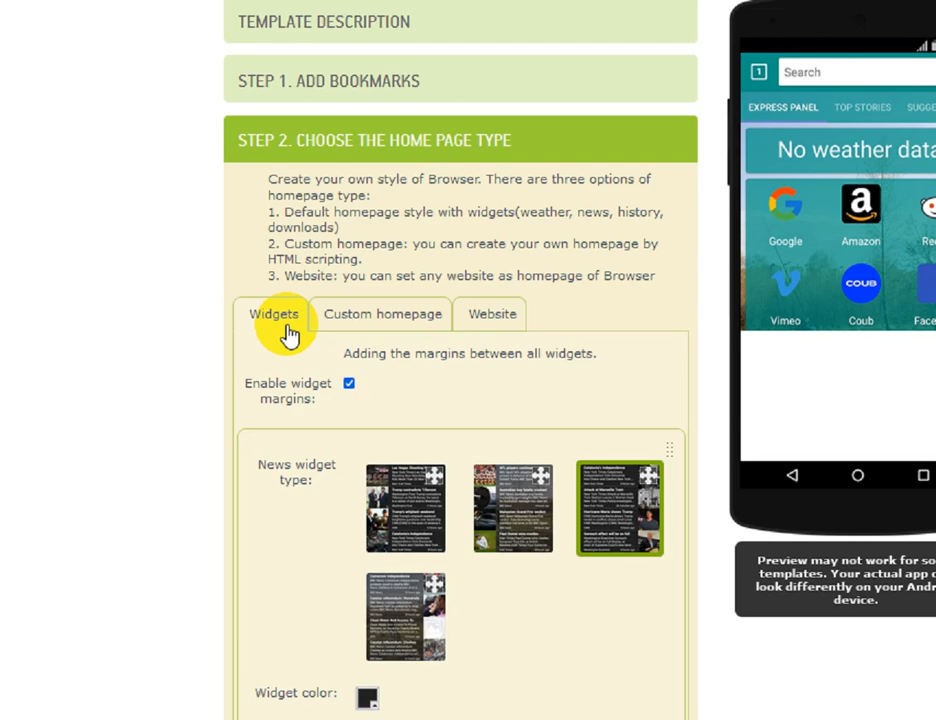 TEMPLATE DESCRIPTION
STEP 1. ADD BOOKMARKS
STEP 2. CHOOSE THE HOME PAGE TYPE
Create your own style of Browser. There are three options of
homepage type:
1. Default homepage style with widgets(weather, news, history,
downloads)
2. Custom homepage: you can create your own homepage by
HTML scripting.
3. Website: you can set any website as homepage of Browser
Widgets
Custom homepage
Website
Adding the margins between all widgets.
Enable widget
margins:
News widget
type:
Widget color:
1
Search
EXPRESS PANEL
TOP STORIES
SUGGE
No weather data
Google
Amazon
Re
Vimeo
Coub
COUB
Face
Preview may not work for so
templates. Your actual app c
look differently on your Andr
device.